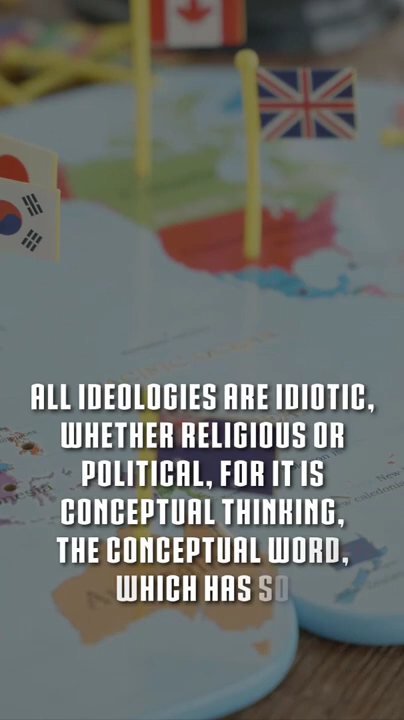 ALL IDEOLOGIES ARE IDIOTIC,
WHETHER RELIGIOUS OR
POLITICAL, FOR IT IS
CONCEPTUAL THINKING,
THE CONCEPTUAL WORD,
WHICH HAS SO